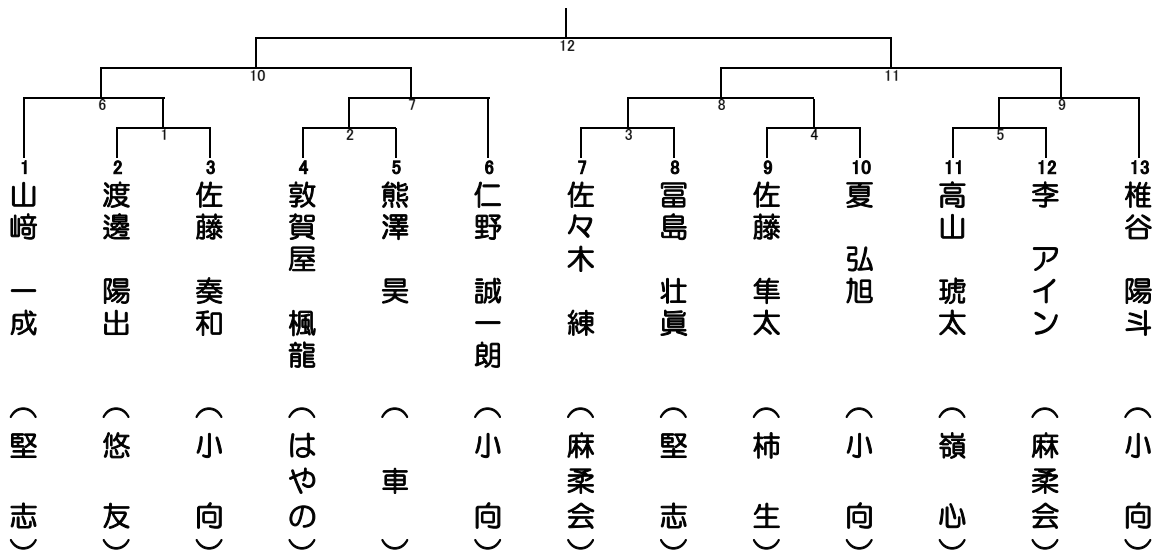 12
10
11
6
7
8
9
1
2
3
4
5
1 山﨑 一成 (堅志)
2 渡邊 陽出 (悠友)
3 佐藤 奏和 (小向)
4 敦賀屋 楓龍 (はやの)
5 熊澤 昊 (車)
6 仁野 誠一朗 (小向)
7 佐々木 練 (麻柔会)
8 冨島 壮眞 (堅志)
9 佐藤 隼太 (柿生)
10 夏 弘旭 (小向)
11 高山 琥太 (嶺心)
12 李 アイン (麻柔会)
13 椎谷 陽斗 (小向)